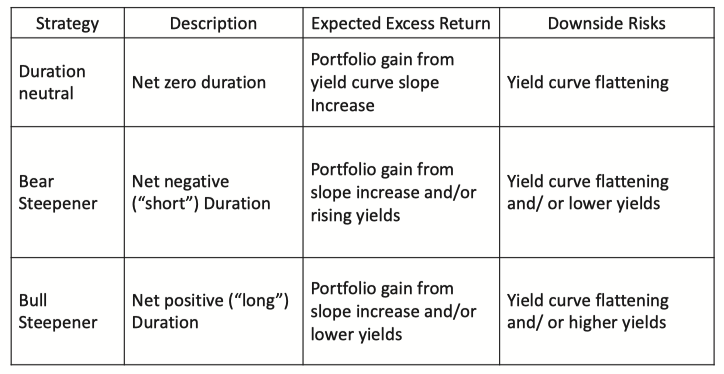 Strategy
Description
Expected Excess Return
Downside Risks
Duration
neutral
Net zero duration
Portfolio gain from
yield curve slope
Increase
Yield curve flattening
Bear
Steepener
Net negative
(“short”) Duration
Portfolio gain from
slope increase and/or
rising yields
Yield curve flattening
and/ or lower yields
Bull
Steepener
Net positive (“long”)
Duration
Portfolio gain from
slope increase and/or
lower yields
Yield curve flattening
and/ or higher yields